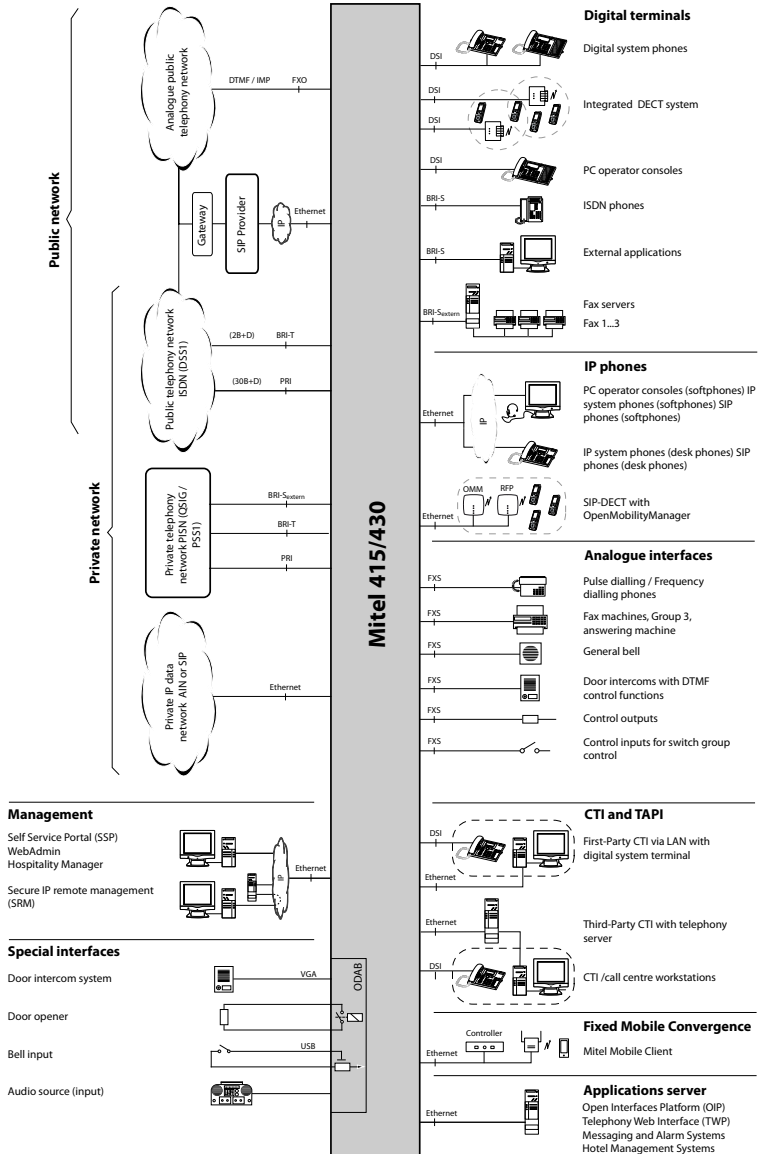 Public network
Analogue public
telephony network
DTMF / IMP
FXO
Gateway
SIP Provider
IP
Ethernet
Public telephony network
ISDN (DSS1)
(2B+D)
BRI-T
(30B+D)
PRI
Private network
Private telephony
network PISN (QSIG /
PSS1)
BRI-Sextern
BRI-T
PRI
Private IP data
network AIN or SIP
Ethernet
Management
Self Service Portal (SSP)
WebAdmin
Hospitality Manager
Secure IP remote management
(SRM)
IP
Ethernet
Special interfaces
Door intercom system
VGA
ODAB
Door opener
Bell input
USB
Audio source (input)
Mitel 415/430
Digital terminals
DSI
Digital system phones
DSI
DSI
Integrated DECT system
DSI
PC operator consoles
BRI-S
ISDN phones
BRI-S
External applications
BRI-Sextern
Fax servers
Fax 1...3
IP phones
Ethernet
IP
PC operator consoles (softphones) IP
system phones (softphones) SIP
phones (softphones)
IP system phones (desk phones) SIP
phones (desk phones)
OMM
RFP
Ethernet
SIP-DECT with
OpenMobilityManager
Analogue interfaces
FXS
Pulse dialling / Frequency
dialling phones
FXS
Fax machines, Group 3,
answering machine
FXS
General bell
FXS
Door intercoms with DTMF
control functions
FXS
Control outputs
FXS
Control inputs for switch group
control
CTI and TAPI
DSI
First-Party CTI via LAN with
digital system terminal
Ethernet
Ethernet
Third-Party CTI with telephony
server
DSI
CTI /call centre workstations
Fixed Mobile Convergence
Controller
Ethernet
Mitel Mobile Client
Applications server
Ethernet
Open Interfaces Platform (OIP)
Telephony Web Interface (TWP)
Messaging and Alarm Systems
Hotel Management Systems